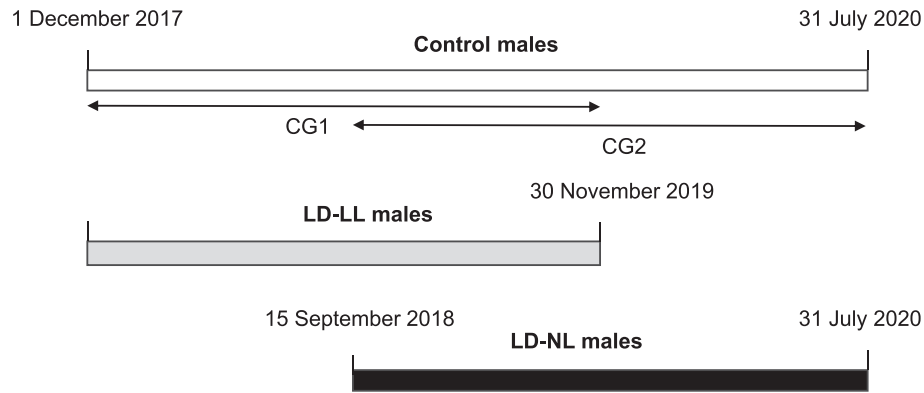 1 December 2017
31 July 2020
Control males
CG1
CG2
30 November 2019
LD-LL males
15 September 2018
31 July 2020
LD-NL males